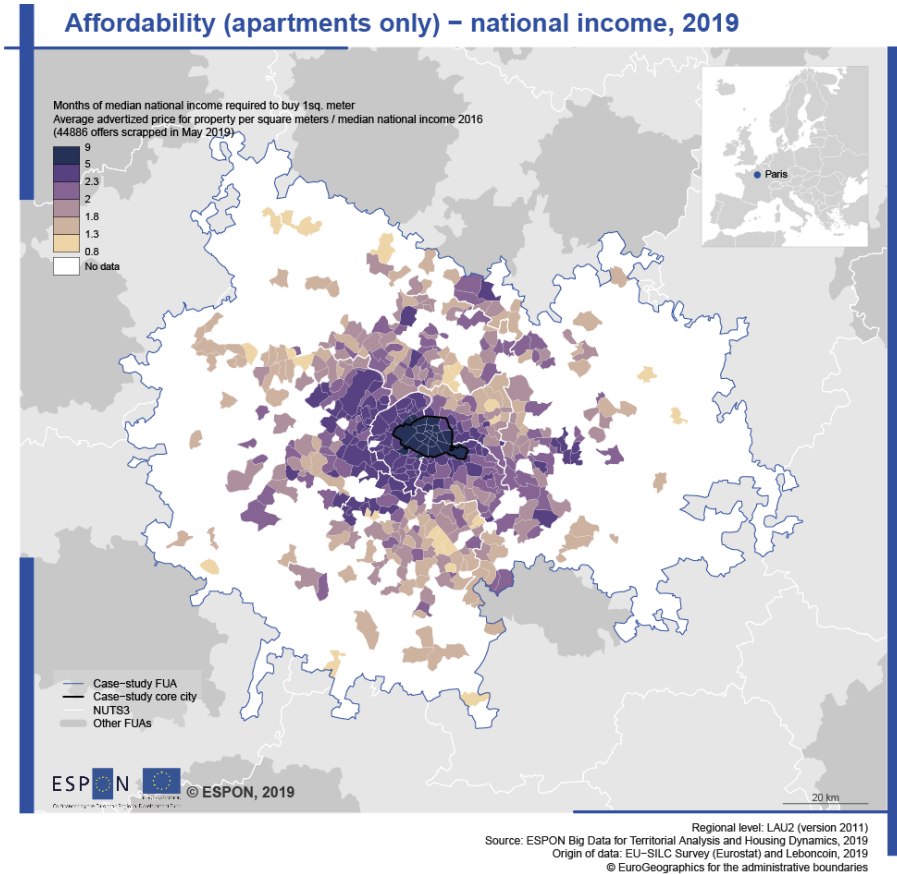 Affordability (apartments only) − national income, 2019
Months of median national income required to buy 1sq. meter
Average advertized price for property per square meters / median national income 2016
(44886 offers scrapped in May 2019)
9
5
2.3
2
1.8
1.3
0.8
No data
Paris
Case−study FUA
Case−study core city
NUTS3
Other FUAs
ESPON
© ESPON, 2019
20 km
Regional level: LAU2 (version 2011)
Source: ESPON Big Data for Territorial Analysis and Housing Dynamics, 2019
Origin of data: EU−SILC Survey (Eurostat) and Leboncoin, 2019
© EuroGeographics for the administrative boundaries